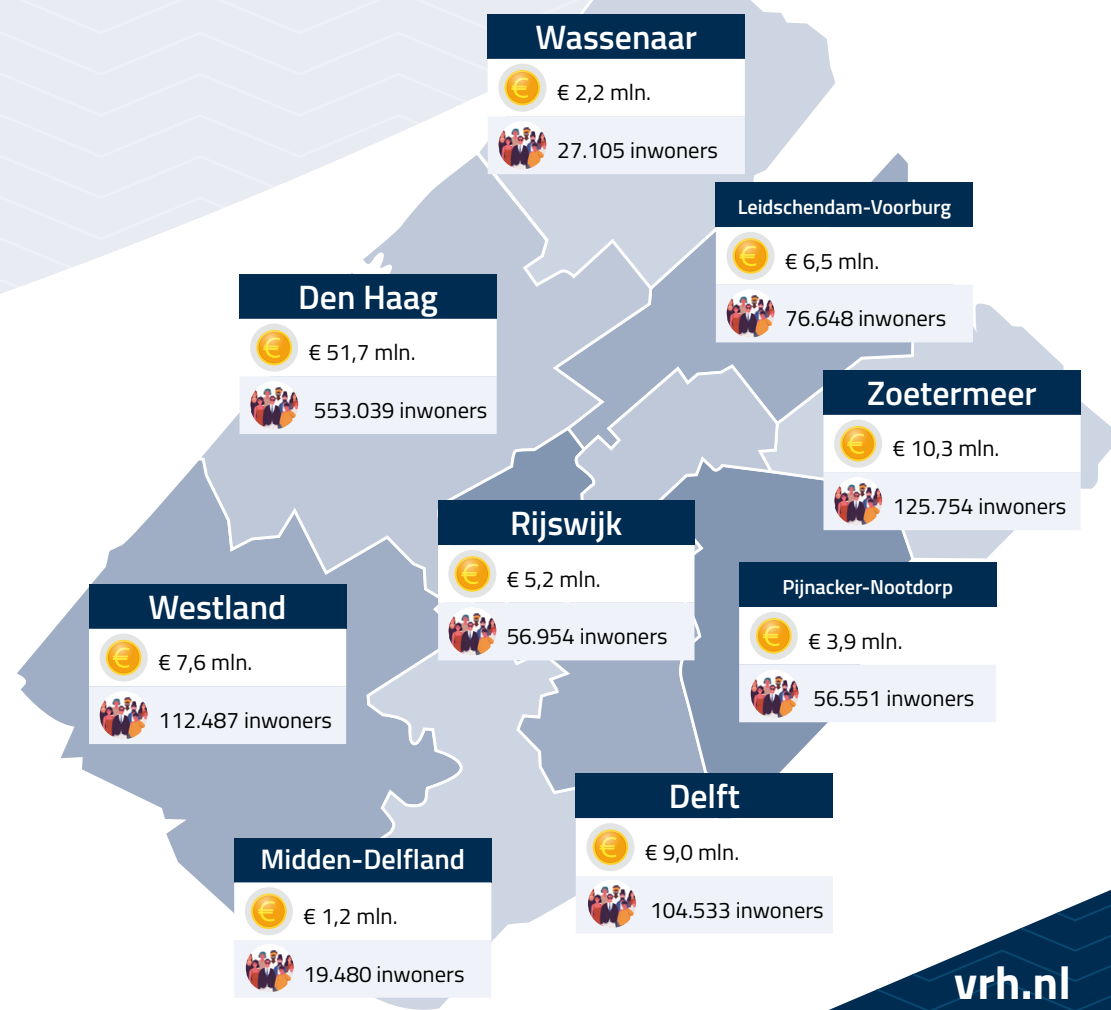 Wassenaar
€ 2,2 mln.
27.105 inwoners
Leidschendam-Voorburg
€ 6,5 mln.
76.648 inwoners
Den Haag
€ 51,7 mln.
553.039 inwoners
Zoetermeer
€ 10,3 mln.
125.754 inwoners
Rijswijk
€ 5,2 mln.
56.954 inwoners
Pijnacker-Nootdorp
€ 3,9 mln.
56.551 inwoners
Westland
€ 7,6 mln.
112.487 inwoners
Delft
€ 9,0 mln.
104.533 inwoners
Midden-Delfland
€ 1,2 mln.
19.480 inwoners
vrh.nl